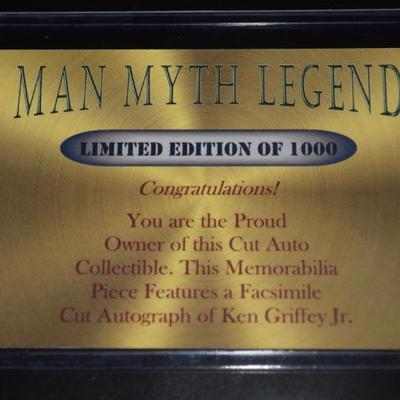 MAN MYTH LEGEND
LIMITED EDITION OF 1000
Congratulations!
You are the Proud
Owner of this Cut Auto
Collectible. This Memorabilia
Piece Features a Facsimile
Cut Autograph of Ken Griffey Jr.